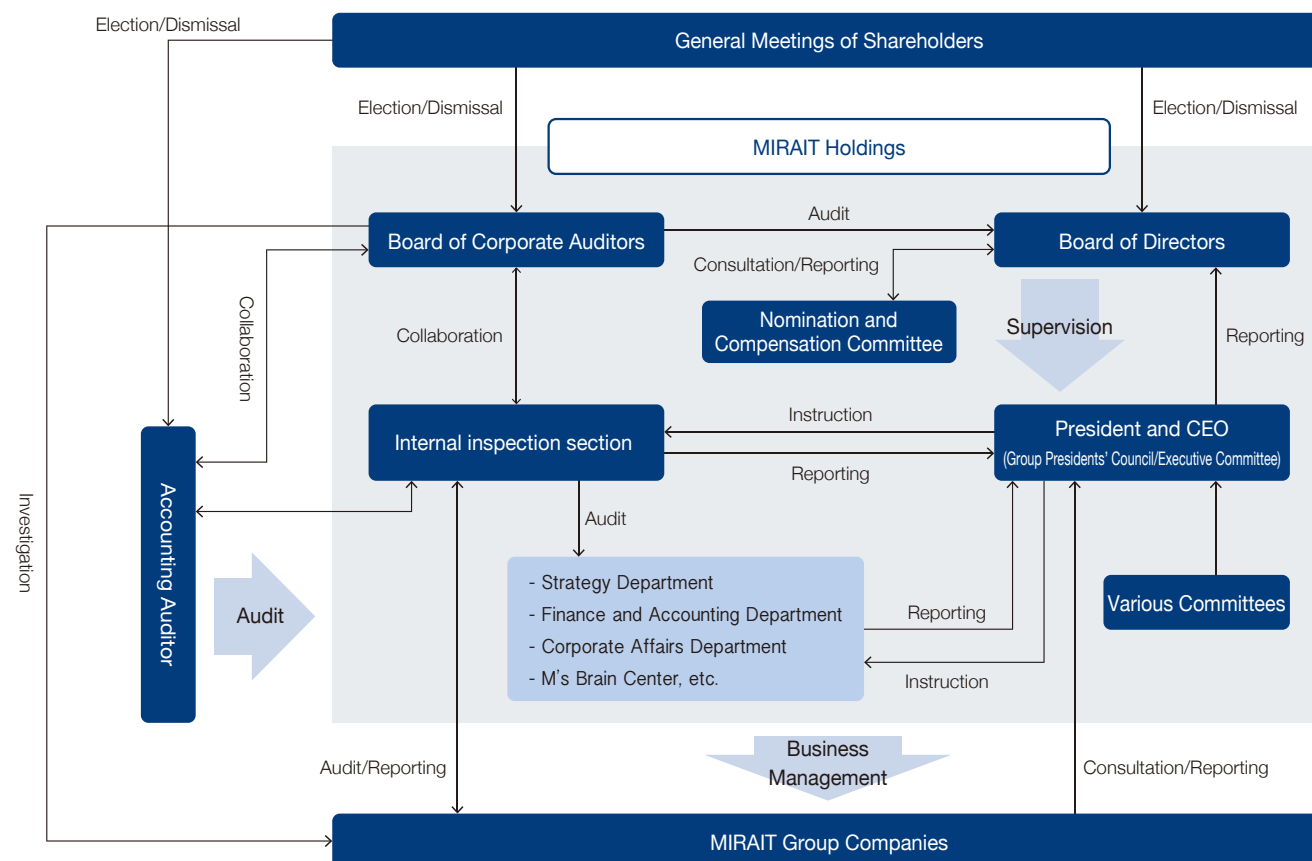 Election/Dismissal
General Meetings of Shareholders
Election/Dismissal
Election/Dismissal
MIRAIT Holdings
Board of Corporate Auditors
Audit
Board of Directors
Consultation/Reporting
Collaboration
Collaboration
Nomination and
Compensation Committee
Supervision
Reporting
Internal inspection section
Instruction
Reporting
President and CEO
(Group Presidents' Council/Executive Committee)
Investigation
Accounting Auditor
Audit
Audit
- Strategy Department
- Finance and Accounting Department
- Corporate Affairs Department
- M's Brain Center, etc.
Reporting
Instruction
Various Committees
Audit/Reporting
Business
Management
Consultation/Reporting
MIRAIT Group Companies